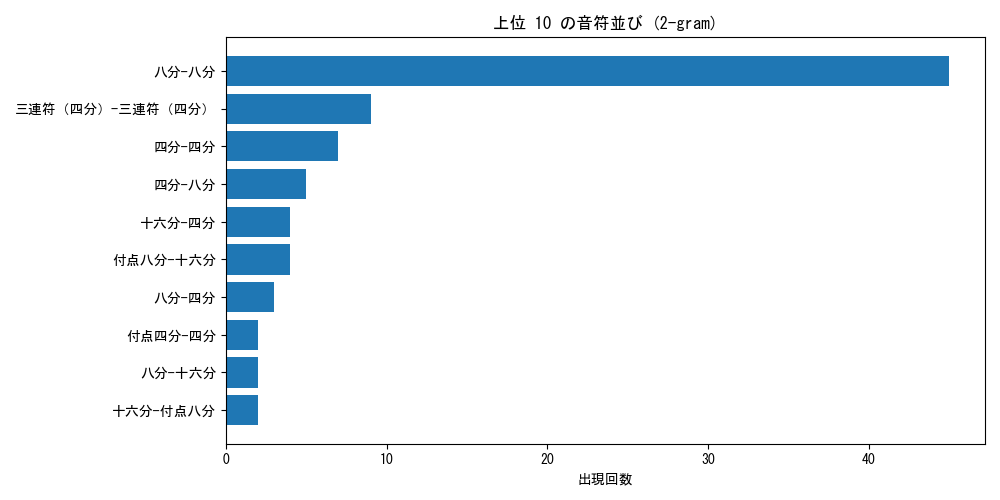 上位 10 の音符並び (2-gram)
八分-八分
三連符（四分）-三連符（四分）
四分-四分
四分-八分
十六分-四分
付点八分-十六分
八分-四分
付点四分-四分
八分-十六分
十六分-付点八分
0 10 20 30 40
出現回数